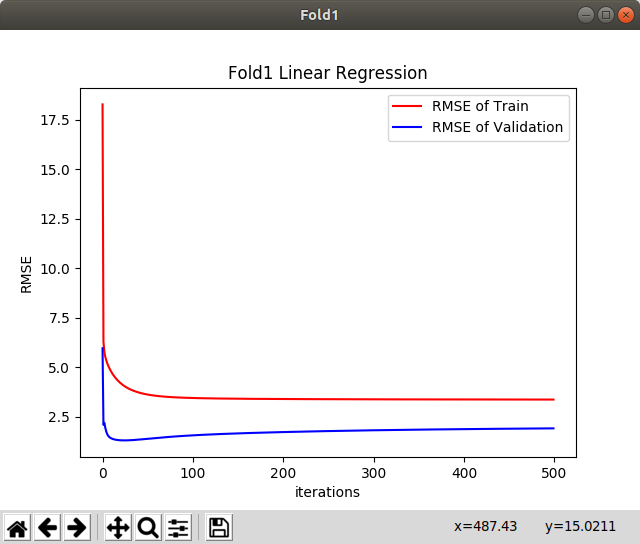 Fold1
Fold1 Linear Regression
RMSE of Train
RMSE of Validation
17.5
15.0
12.5
10.0
7.5
5.0
2.5
RMSE
0 100 200 300 400 500
iterations
x=487.43 y=15.0211